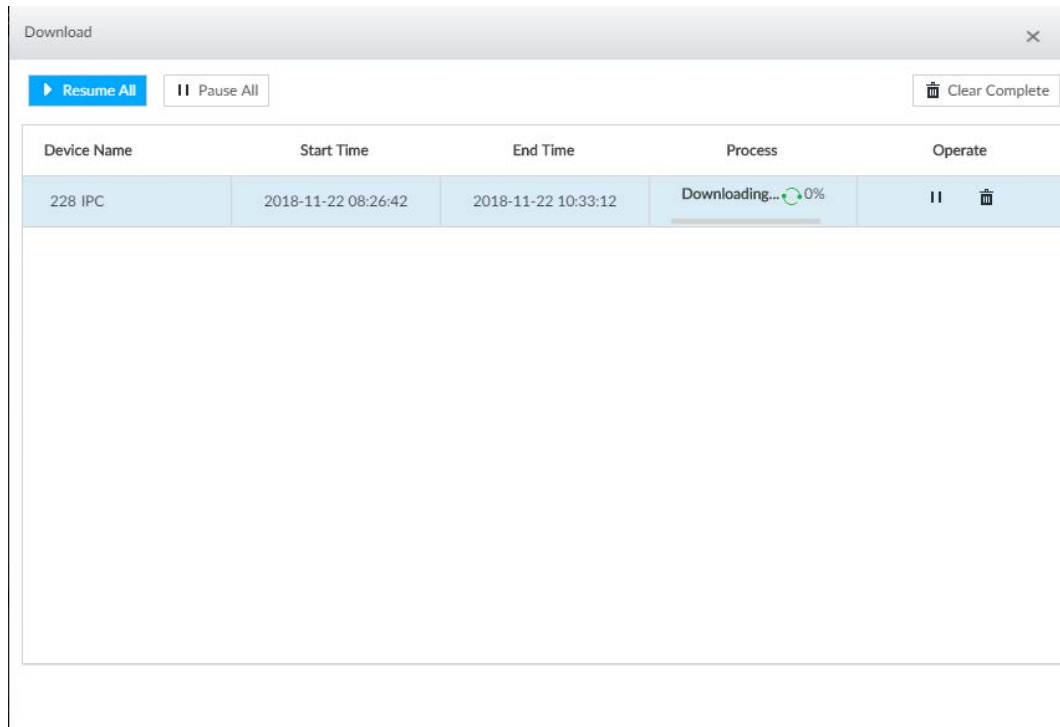 Download
Resume All Pause All Clear Complete
Device Name Start Time End Time Process Operate
228 IPC 2018-11-22 08:26:42 2018-11-22 10:33:12 Downloading... 0%